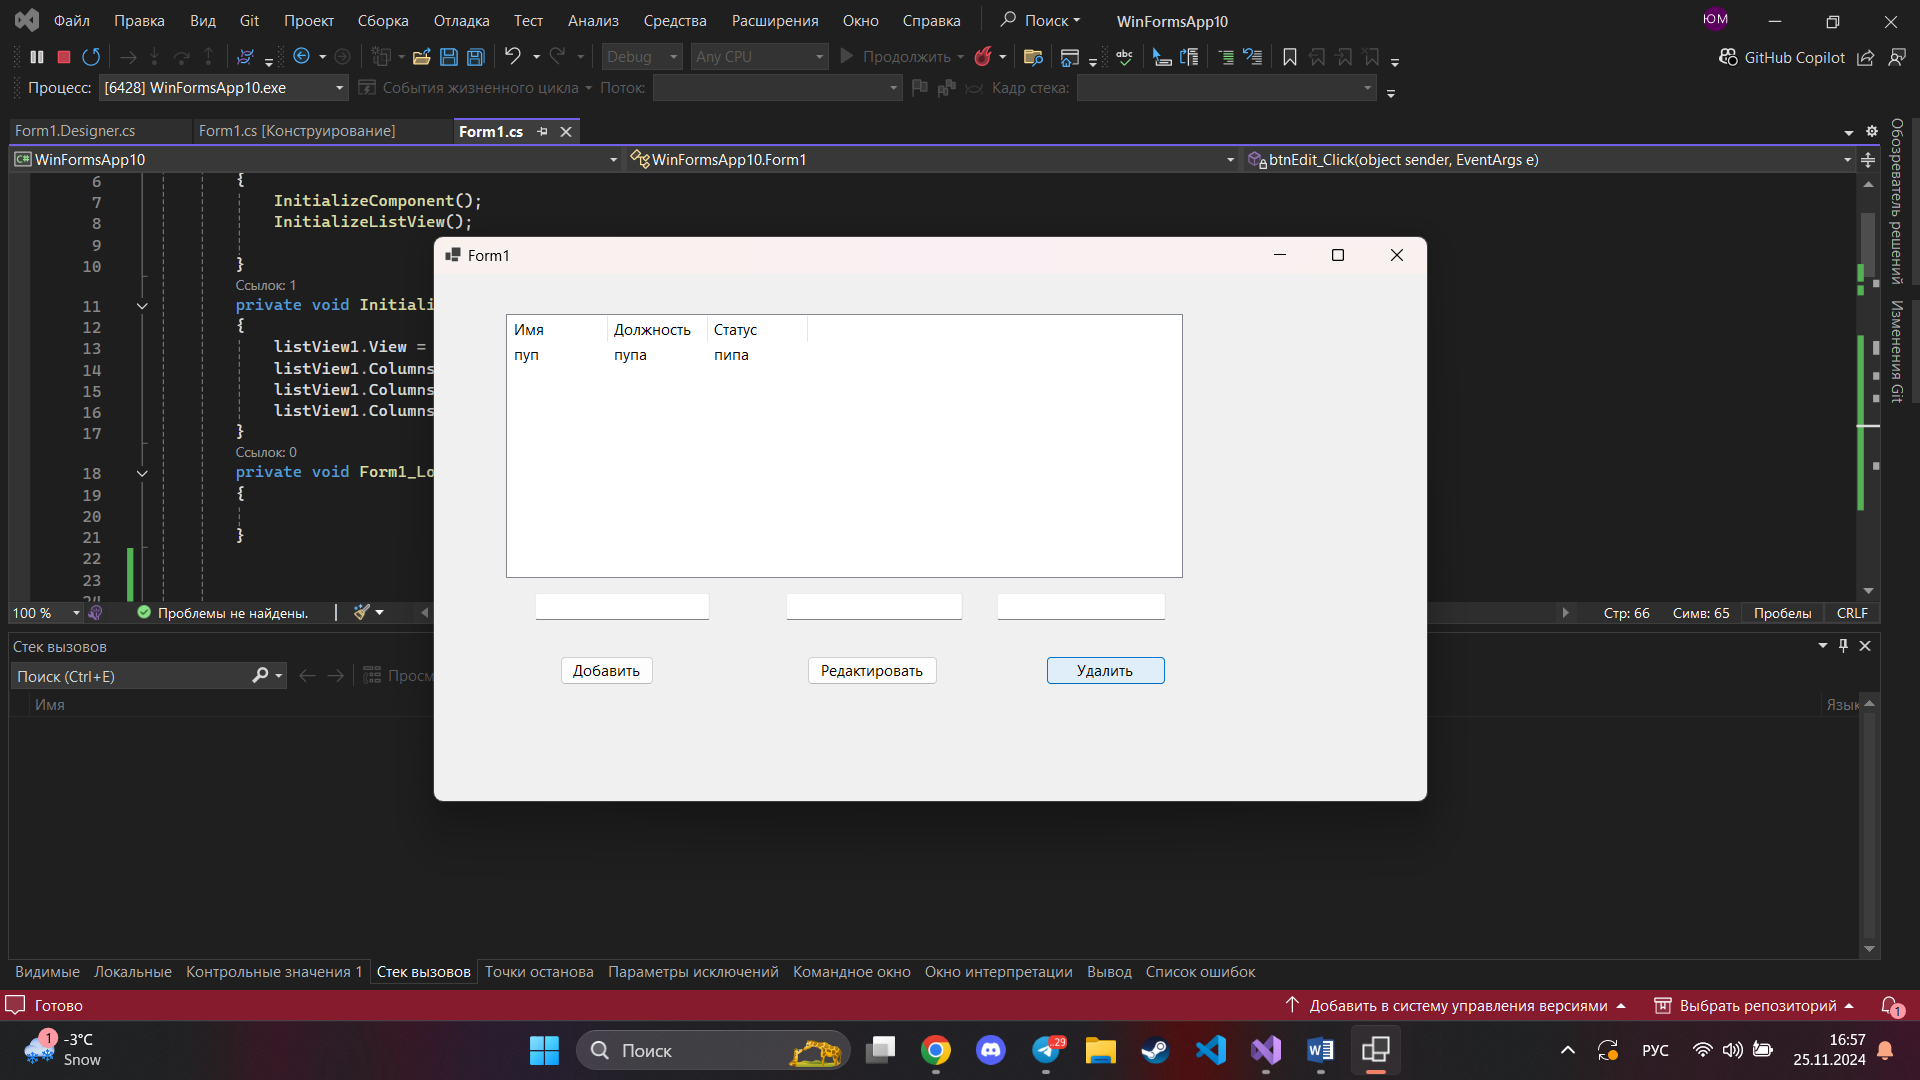 Файл Правка Вид Git Проект Сборка Отладка Тест Анализ Средства Расширения Окно Справка Поиск WinFormsApp10 ЮМ
Debug Any CPU Продолжить abc GitHub Copilot
Процесс: [6428] WinFormsApp10.exe События жизненного цикла Поток: Кадр стека:
Form1.Designer.cs Form1.cs [Конструирование] Form1.cs
C# WinFormsApp10 WinFormsApp10.Form1 btnEdit_Click(object sender, EventArgs e)
6 {
7 InitializeComponent();
8 InitializeListView();
9
10 }
Ссылок: 1
11 private void Initiali
12 {
13 listView1.View =
14 listView1.Columns
15 listView1.Columns
16 listView1.Columns
17 }
Ссылок: 0
18 private void Form1_Lo
19 {
20
21 }
22
23
24
Form1
Имя Должность Статус
пуп пупа пипа
Добавить Редактировать Удалить
Обозреватель решений
Изменения Git
100 % Проблемы не найдены. Стр: 66 Симв: 65 Пробелы CRLF
Стек вызовов
Поиск (Ctrl+E) Просм
Имя Язык
Видимые Локальные Контрольные значения 1 Стек вызовов Точки останова Параметры исключений Командное окно Окно интерпретации Вывод Список ошибок
Готово Добавить в систему управления версиями Выбрать репозиторий 1
1 -3°C
Snow
Поиск
.29
РУС
16:57
25.11.2024